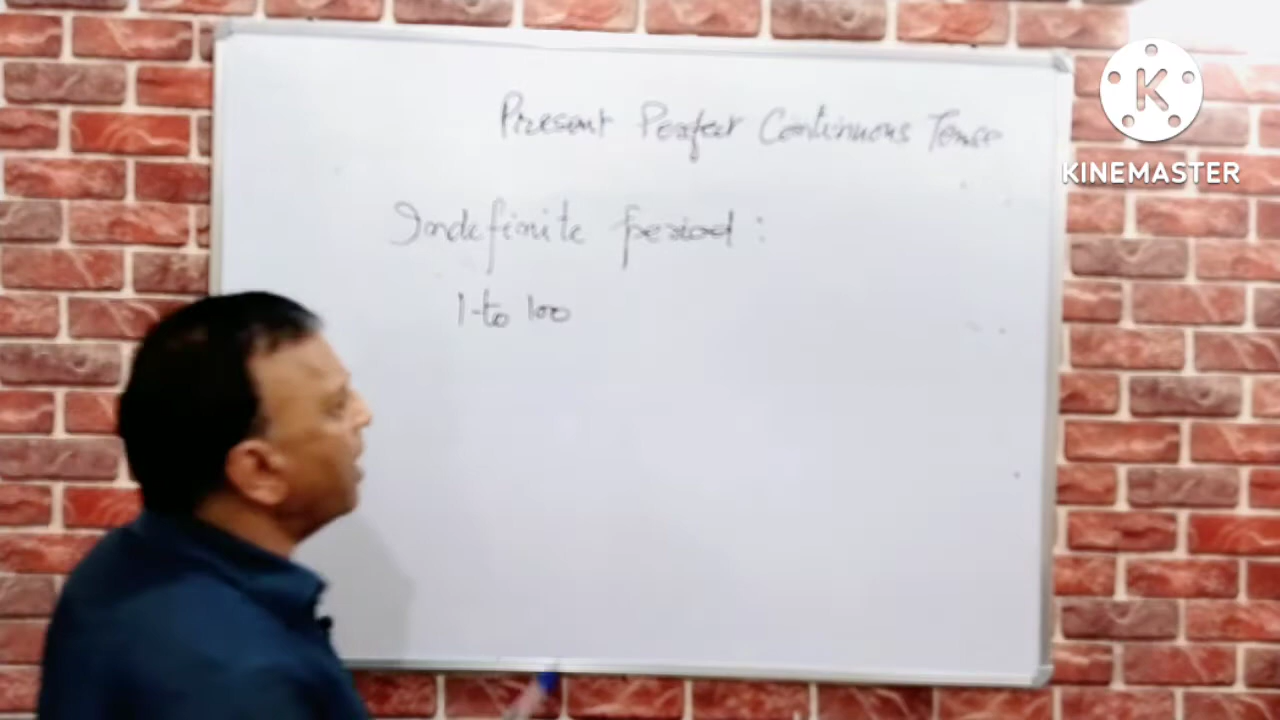 Present Perfect Continuous Tense
Indefinite period :
1 to 100
K
KINEMASTER